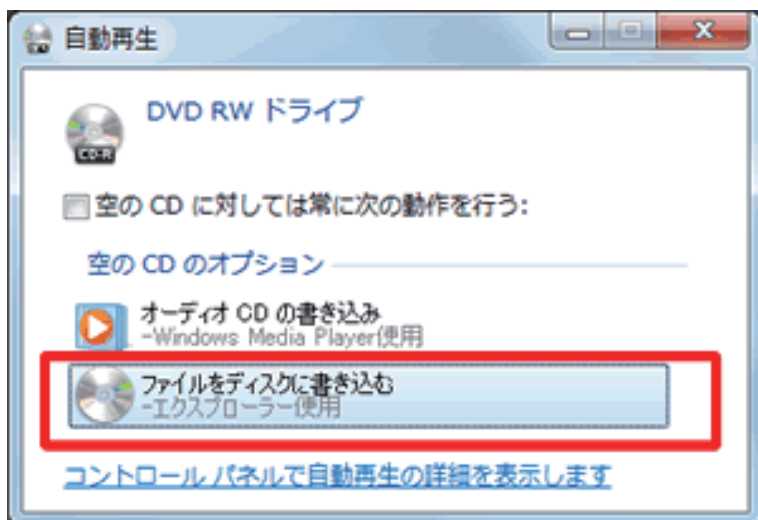 自動再生
DVD RW ドライブ
CD-R
空の CD に対しては常に次の動作を行う:
空の CD のオプション
オーディオ CD の書き込み
-Windows Media Player使用
ファイルをディスクに書き込む
-エクスプローラー使用
コントロール パネルで自動再生の詳細を表示します